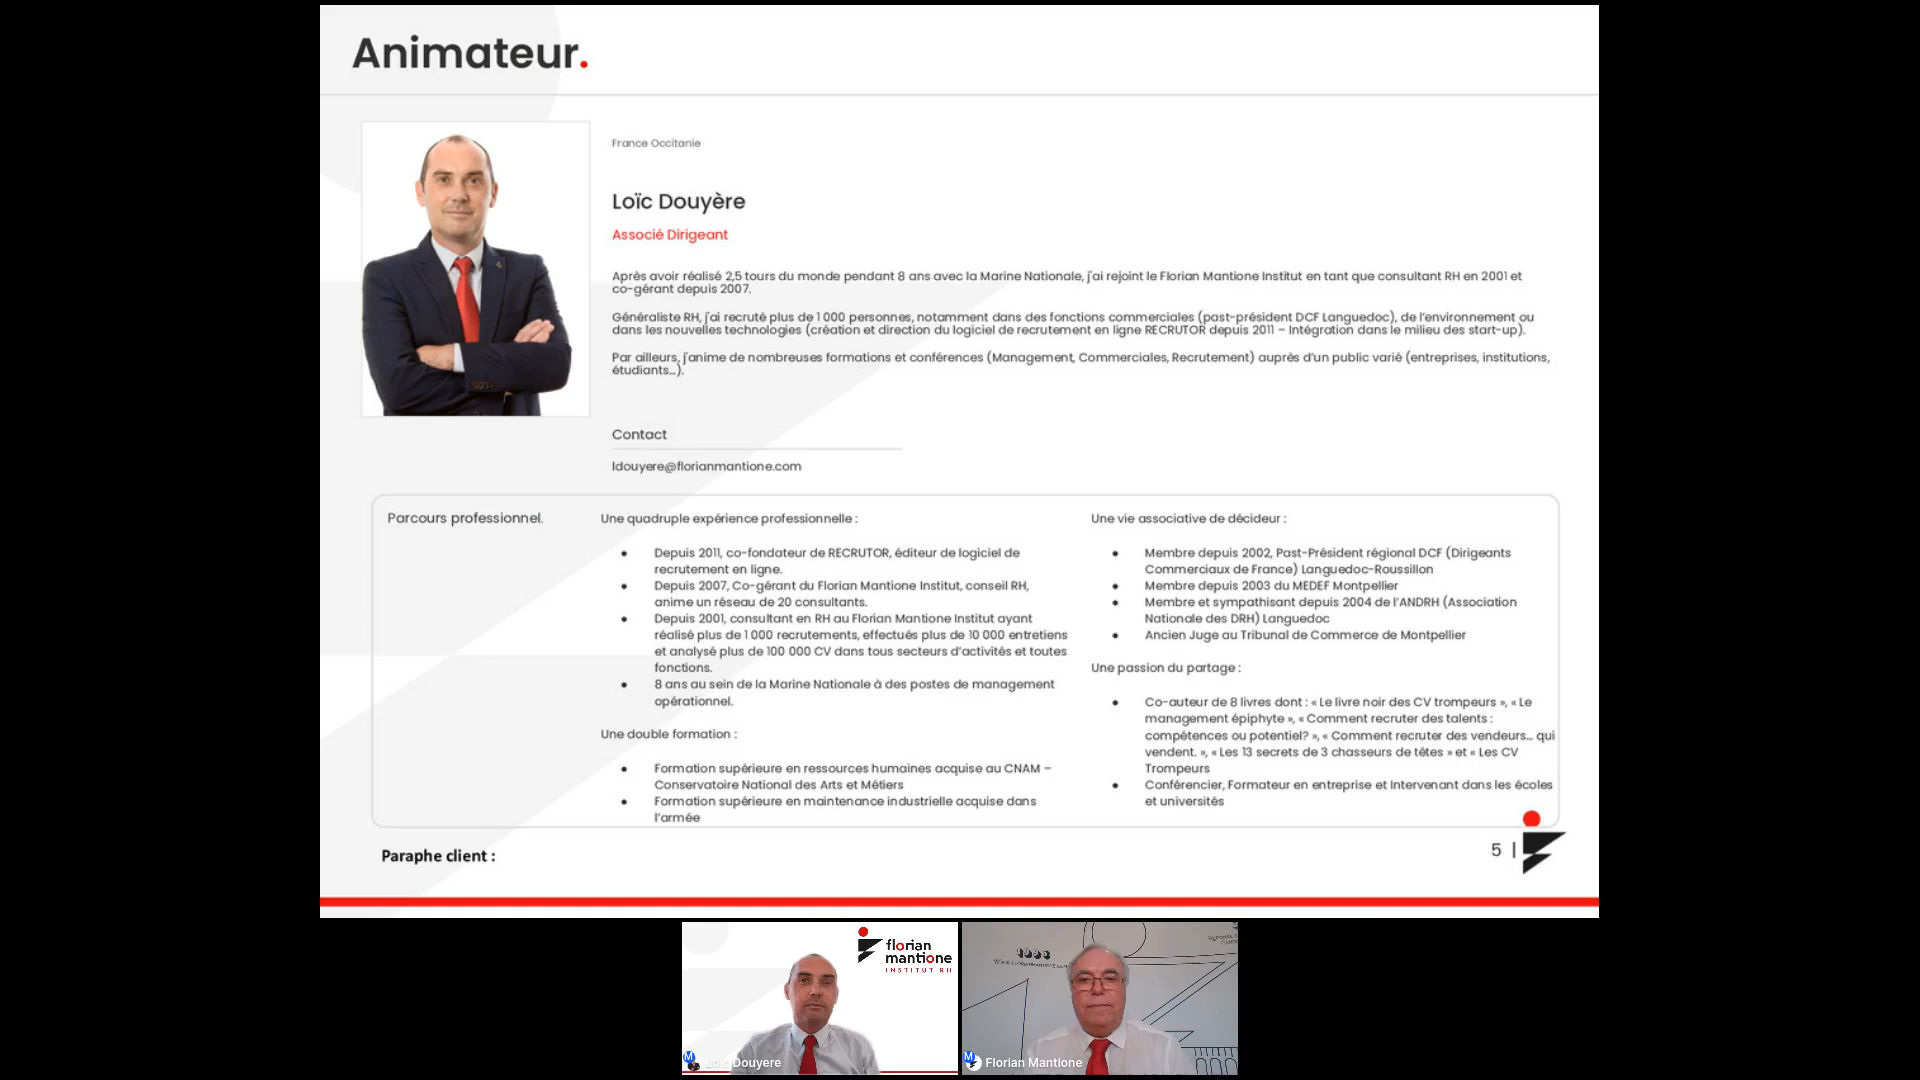 Animateur.
France Occitanie
Loïc Douyère
Associé Dirigeant
Après avoir réalisé 2,5 tours du monde pendant 8 ans avec la Marine Nationale, j'ai rejoint le Florian Mantione Institut en tant que consultant RH en 2001 et
co-gérant depuis 2007.
Généraliste RH, j'ai recruté plus de 1 000 personnes, notamment dans des fonctions commerciales (past-président DCF Languedoc), de l'environnement ou
dans les nouvelles technologies (création et direction du logiciel de recrutement en ligne RECRUTOR depuis 2011 – Intégration dans le milieu des start-up).
Par ailleurs, j'anime de nombreuses formations et conférences (Management, Commerciales, Recrutement) auprès d'un public varié (entreprises, institutions,
étudiants…).
Contact
ldouyere@florianmantione.com
Parcours professionnel.
Une quadruple expérience professionnelle :
● Depuis 2011, co-fondateur de RECRUTOR, éditeur de logiciel de
recrutement en ligne.
● Depuis 2007, Co-gérant du Florian Mantione Institut, conseil RH,
anime un réseau de 20 consultants.
● Depuis 2001, consultant en RH au Florian Mantione Institut ayant
réalisé plus de 1 000 recrutements, effectués plus de 10 000 entretiens
et analysé plus de 100 000 CV dans tous secteurs d'activités et toutes
fonctions.
● 8 ans au sein de la Marine Nationale à des postes de management
opérationnel.
Une double formation :
● Formation supérieure en ressources humaines acquise au CNAM –
Conservatoire National des Arts et Métiers
● Formation supérieure en maintenance industrielle acquise dans
l'armée
Une vie associative de décideur :
● Membre depuis 2002, Past-Président régional DCF (Dirigeants
Commerciaux de France) Languedoc-Roussillon
● Membre depuis 2003 du MEDEF Montpellier
● Membre et sympathisant depuis 2004 de l'ANDRH (Association
Nationale des DRH) Languedoc
● Ancien Juge au Tribunal de Commerce de Montpellier
Une passion du partage :
● Co-auteur de 8 livres dont : « Le livre noir des CV trompeurs », « Le
management épiphyte », « Comment recruter des talents :
compétences ou potentiel? », « Comment recruter des vendeurs… qui
vendent. », « Les 13 secrets de 3 chasseurs de têtes » et « Les CV
Trompeurs
● Conférencier, Formateur en entreprise et Intervenant dans les écoles
et universités
Paraphe client :
5 |
florian
mantione
INSTITUT RH
Douyere
Florian Mantione